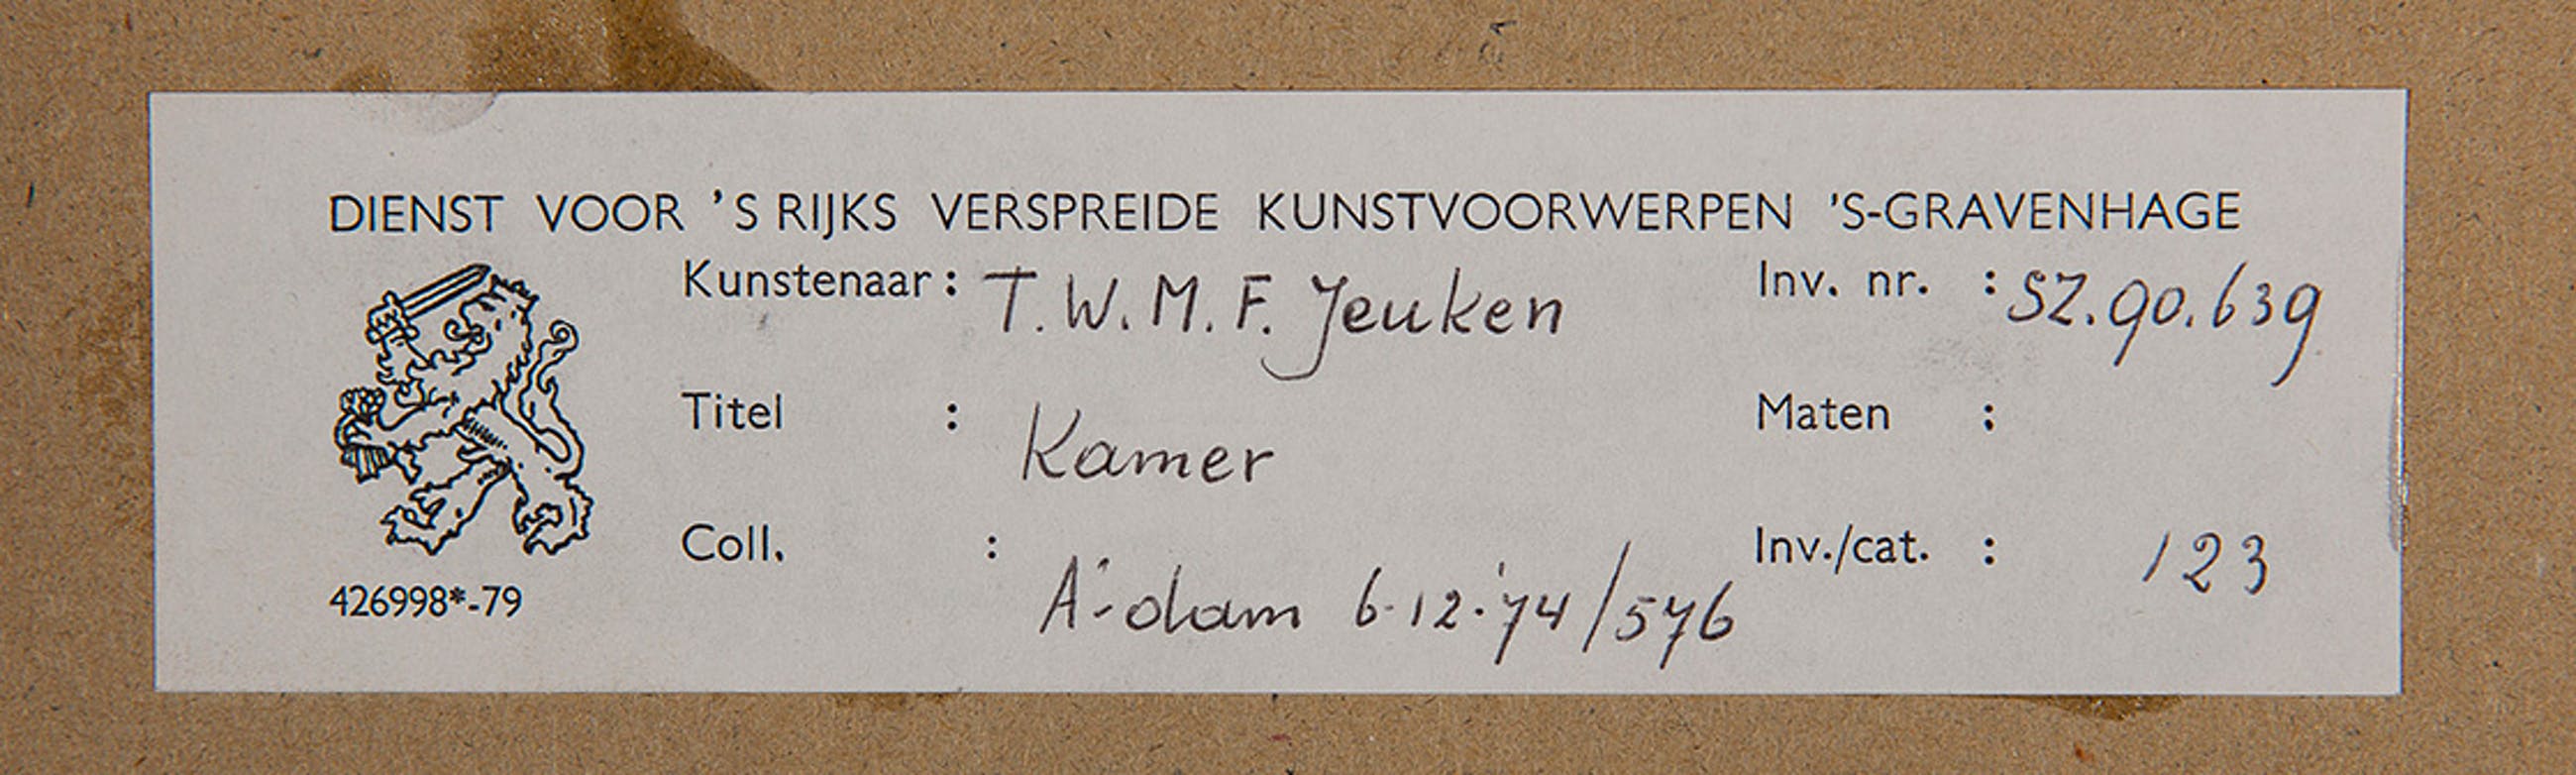 DIENST VOOR 'S RIJKS VERSPREIDE KUNSTVOORWERPEN 'S-GRAVENHAGE
Kunstenaar: T.W.M.F. Jeuken Inv. nr. : SZ.90.639
Titel : Kamer Maten :
Coll. : A'-dam 6-12-'74/576 Inv./cat. : 123
426998*-79